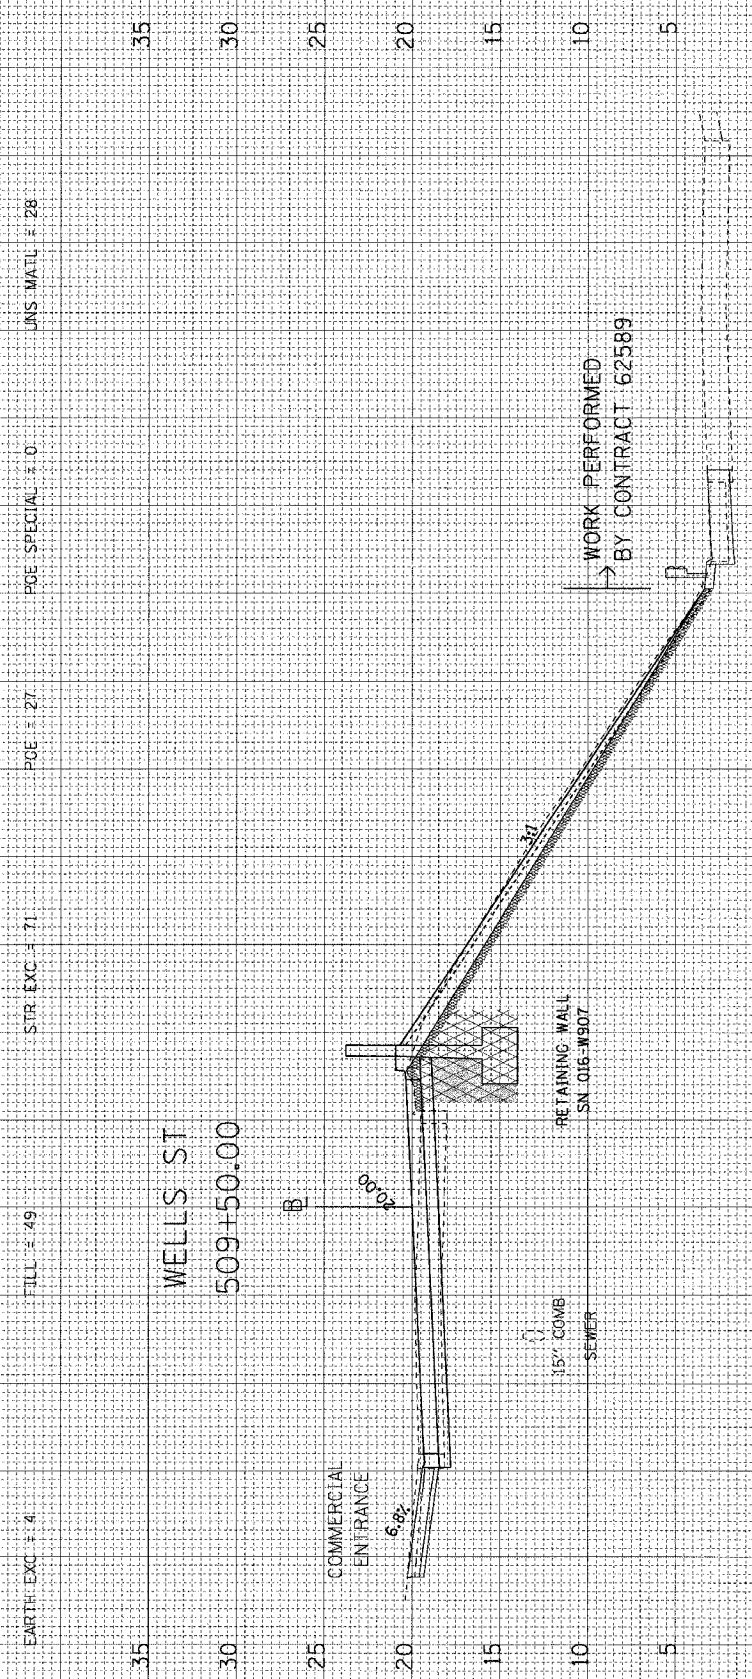 EARTH EXC = 4 FILL = 49 STR EXC = 71 PGE = 27 PGE SPECIAL = 0 UNS MATL = 28
35 35
30 30
25 25
20 20
15 15
10 10
5 5
WELLS ST
509+50.00
20.00
COMMERCIAL
ENTRANCE
6.8%
15" COMB
SEWER
RETAINING WALL
SN 016-W907
3:1
WORK PERFORMED
BY CONTRACT 62589